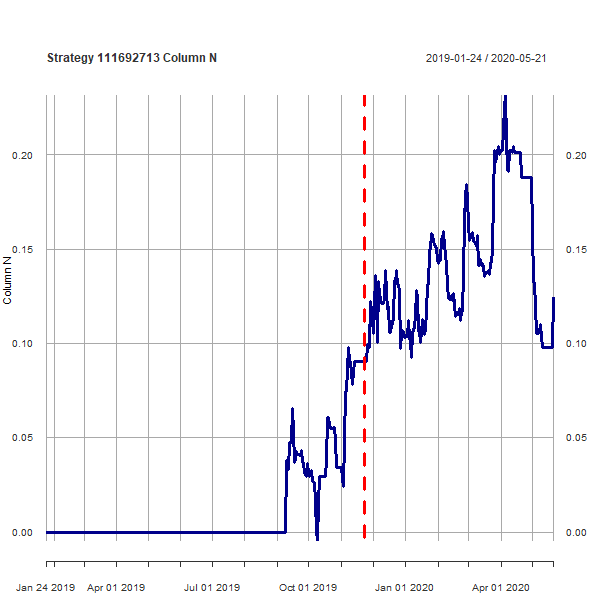 Strategy 111692713 Column N 2019-01-24 / 2020-05-21
0.20 0.20
0.15 0.15
Column N
0.10 0.10
0.05 0.05
0.00 0.00
Jan 24 2019 Apr 01 2019 Jul 01 2019 Oct 01 2019 Jan 01 2020 Apr 01 2020